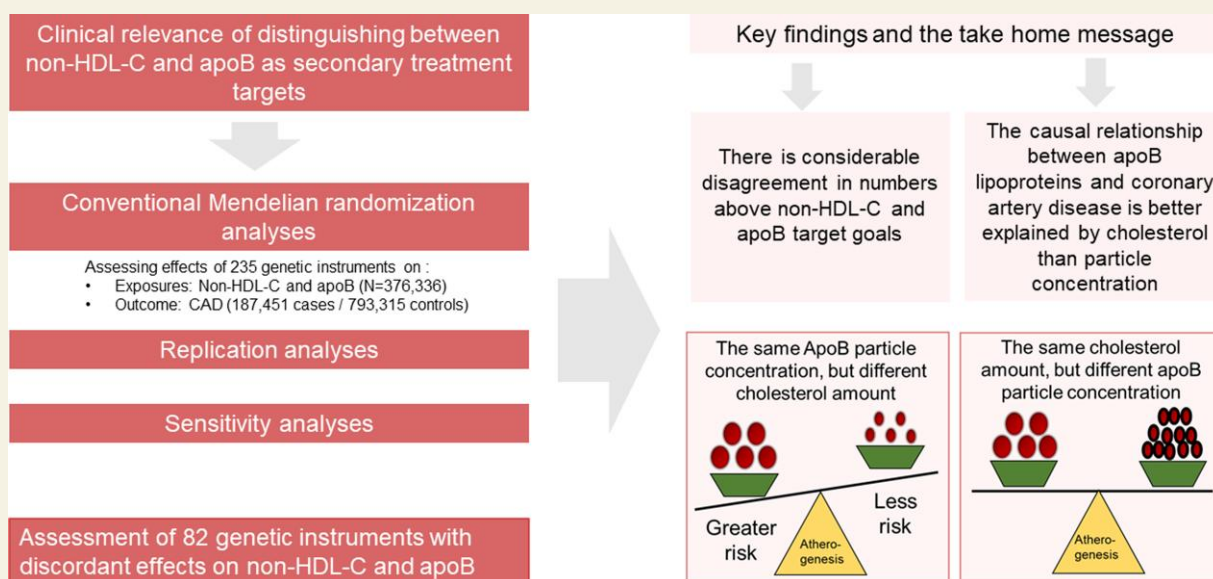 Clinical relevance of distinguishing between
non-HDL-C and apoB as secondary treatment
targets
Conventional Mendelian randomization
analyses
Assessing effects of 235 genetic instruments on :
• Exposures: Non-HDL-C and apoB (N=376,336)
• Outcome: CAD (187,451 cases / 793,315 controls)
Replication analyses
Sensitivity analyses
Assessment of 82 genetic instruments with
discordant effects on non-HDL-C and apoB
Key findings and the take home message
There is considerable
disagreement in numbers
above non-HDL-C and
apoB target goals
The causal relationship
between apoB
lipoproteins and coronary
artery disease is better
explained by cholesterol
than particle
concentration
The same ApoB particle
concentration, but different
cholesterol amount
Greater
risk
Athero-
genesis
Less
risk
The same cholesterol
amount, but different apoB
particle concentration
Athero-
genesis